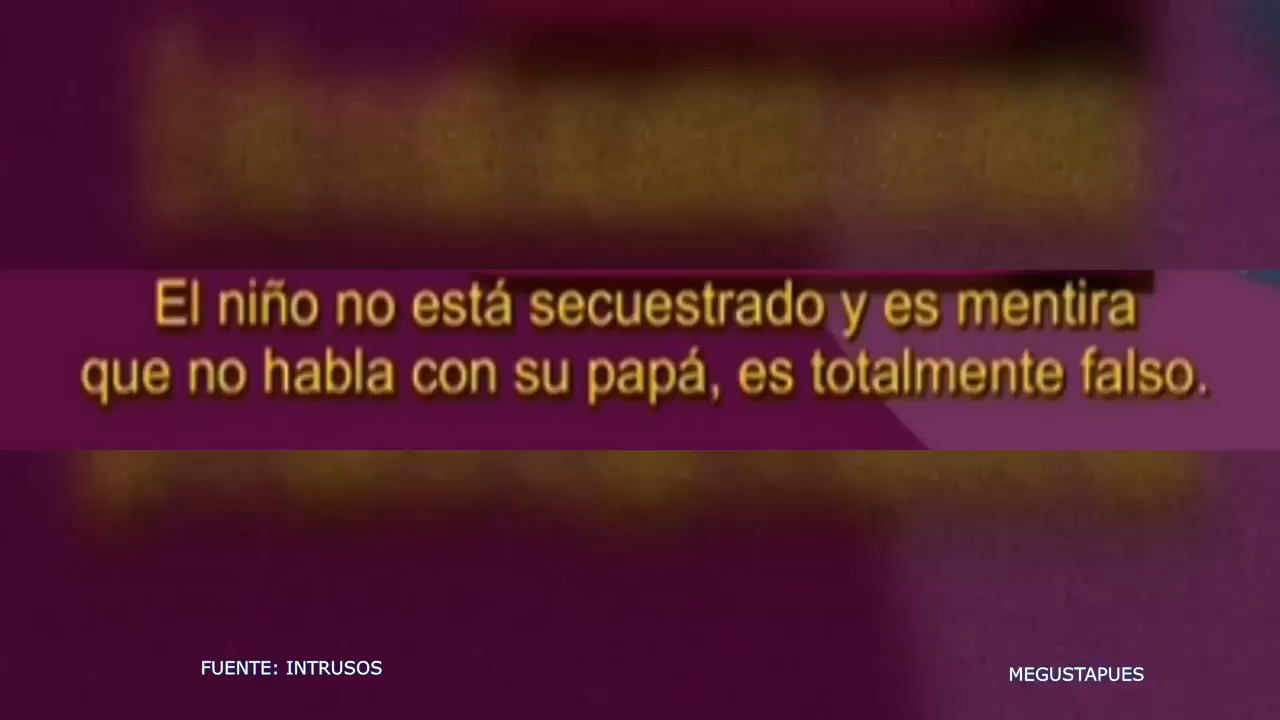 El niño no está secuestrado y es mentira
que no habla con su papá, es totalmente falso.
FUENTE: INTRUSOS
MEGUSTAPUES